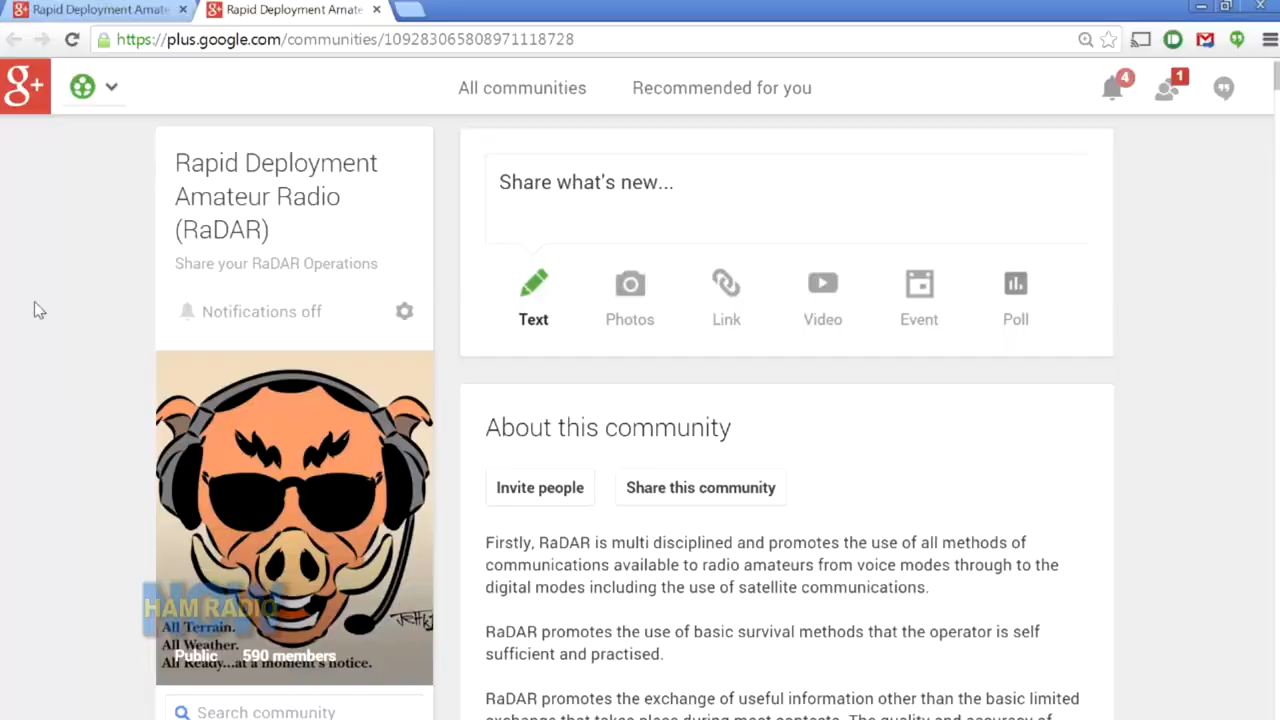 Rapid Deployment Amate
Rapid Deployment Amate
https://plus.google.com/communities/109283065808971118728
g+
All communities
Recommended for you
4
1
Rapid Deployment
Amateur Radio
(RaDAR)
Share your RaDAR Operations
Notifications off
Share what's new...
Text
Photos
Link
Video
Event
Poll
About this community
Invite people
Share this community
Firstly, RaDAR is multi disciplined and promotes the use of all methods of
communications available to radio amateurs from voice modes through to the
digital modes including the use of satellite communications.
RaDAR promotes the use of basic survival methods that the operator is self
sufficient and practised.
RaDAR promotes the exchange of useful information other than the basic limited
HAM RADIO
NOW
All Terrain.
All Weather.
All Ready...at a moment's notice.
Public
590 members
Search community